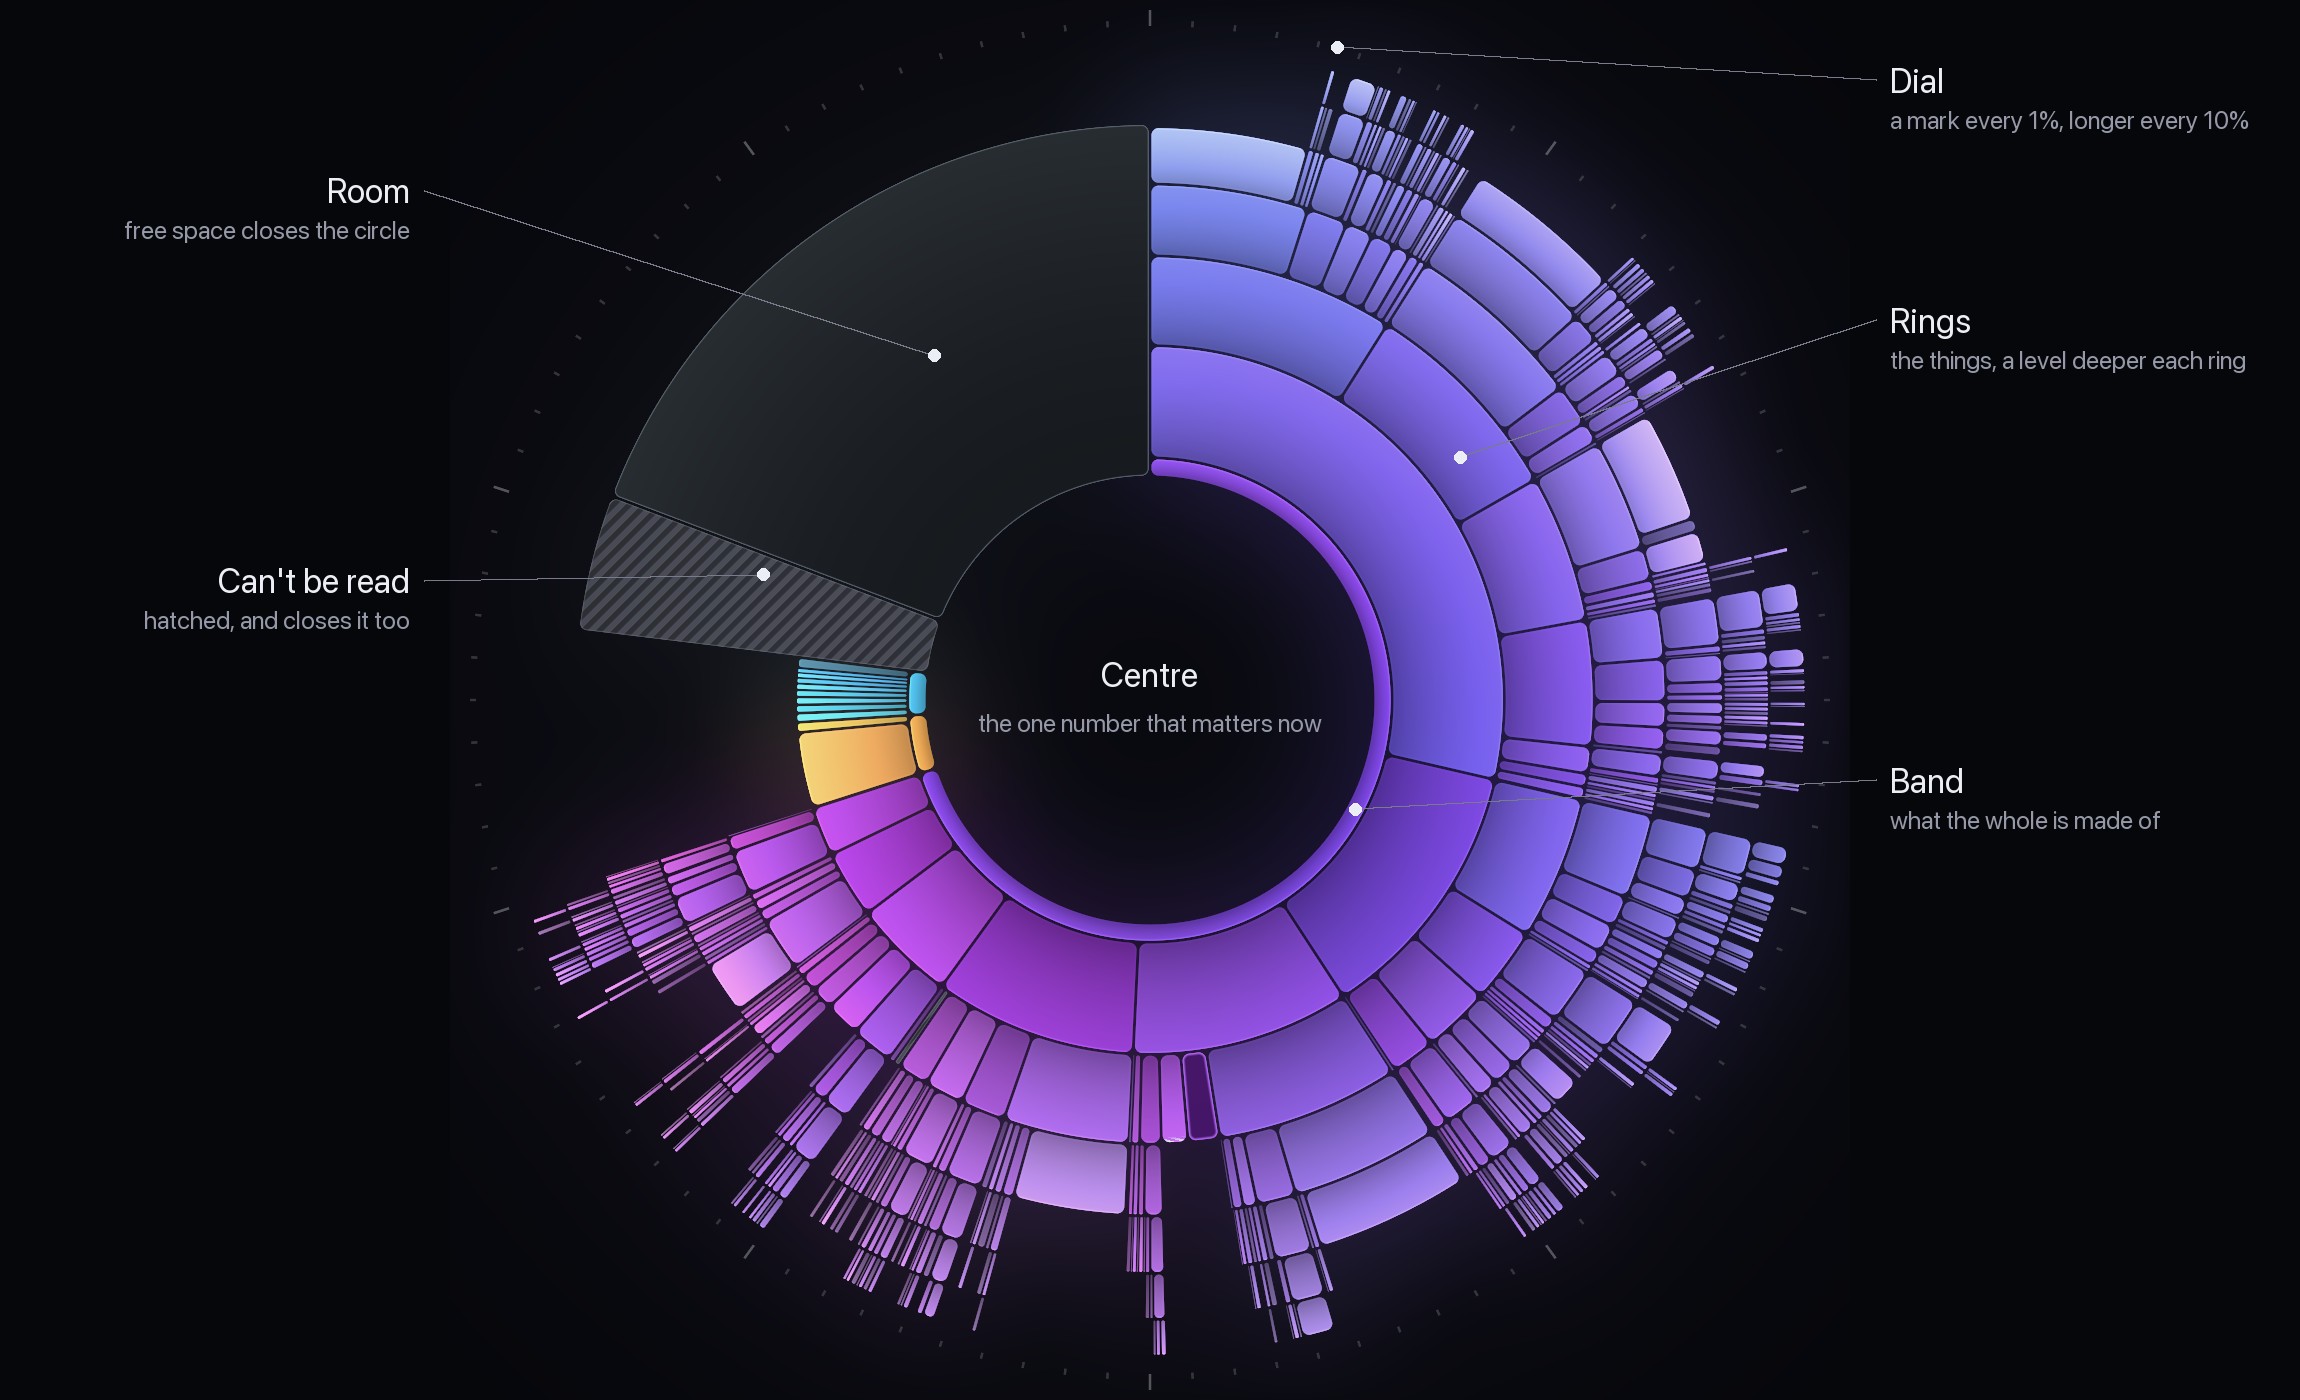 Dial
a mark every 1%, longer every 10%
Room
free space closes the circle
Rings
the things, a level deeper each ring
Can't be read
hatched, and closes it too
Centre
the one number that matters now
Band
what the whole is made of